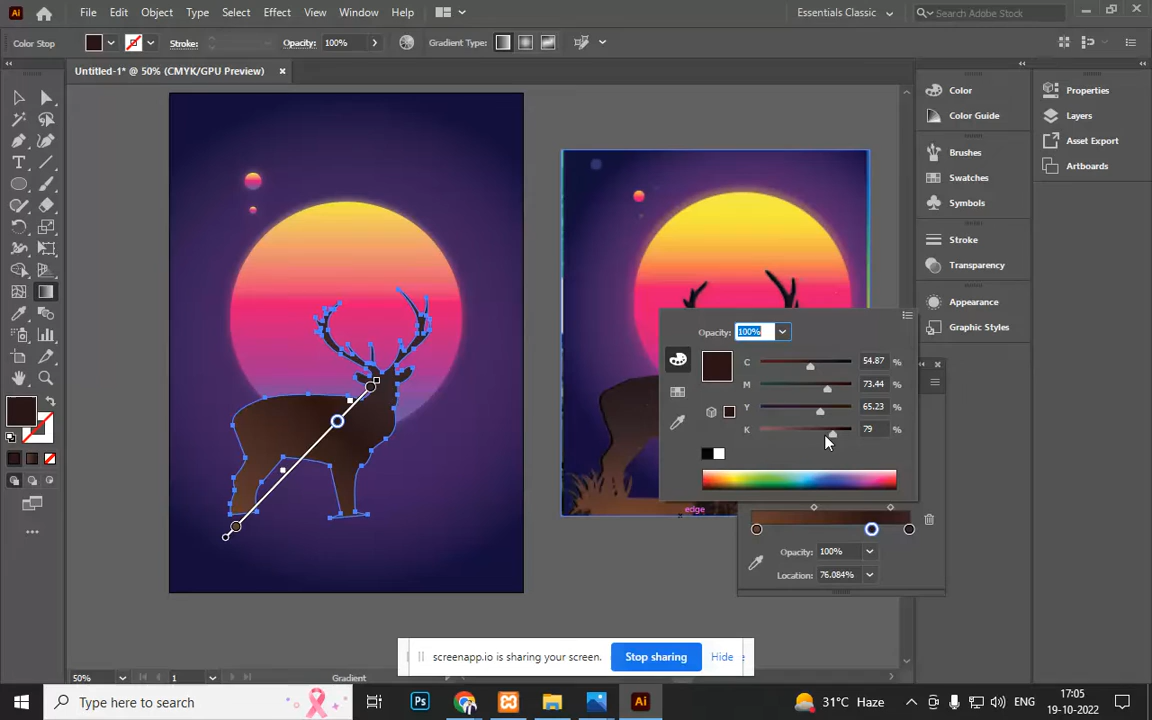 Ai File Edit Object Type Select Effect View Window Help Essentials Classic Search Adobe Stock
Color Stop Stroke: Opacity: 100% Gradient Type:
Untitled-1* @ 50% (CMYK/GPU Preview)
Color
Color Guide
Brushes
Swatches
Symbols
Stroke
Transparency
Appearance
Graphic Styles
Properties
Layers
Asset Export
Artboards
Opacity: 100%
C 54.87 %
M 73.44 %
Y 65.23 %
K 79 %
edge
Opacity: 100%
Location: 76.084%
screenapp.io is sharing your screen. Stop sharing Hide
50% 1 Gradient
Type here to search Ps Ai 31°C Haze ENG 17:05
19-10-2022